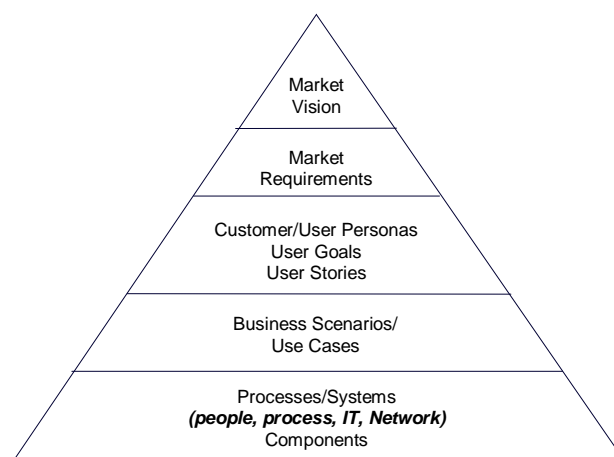 Market
Vision
Market
Requirements
Customer/User Personas
User Goals
User Stories
Business Scenarios/
Use Cases
Processes/Systems
(people, process, IT, Network)
Components